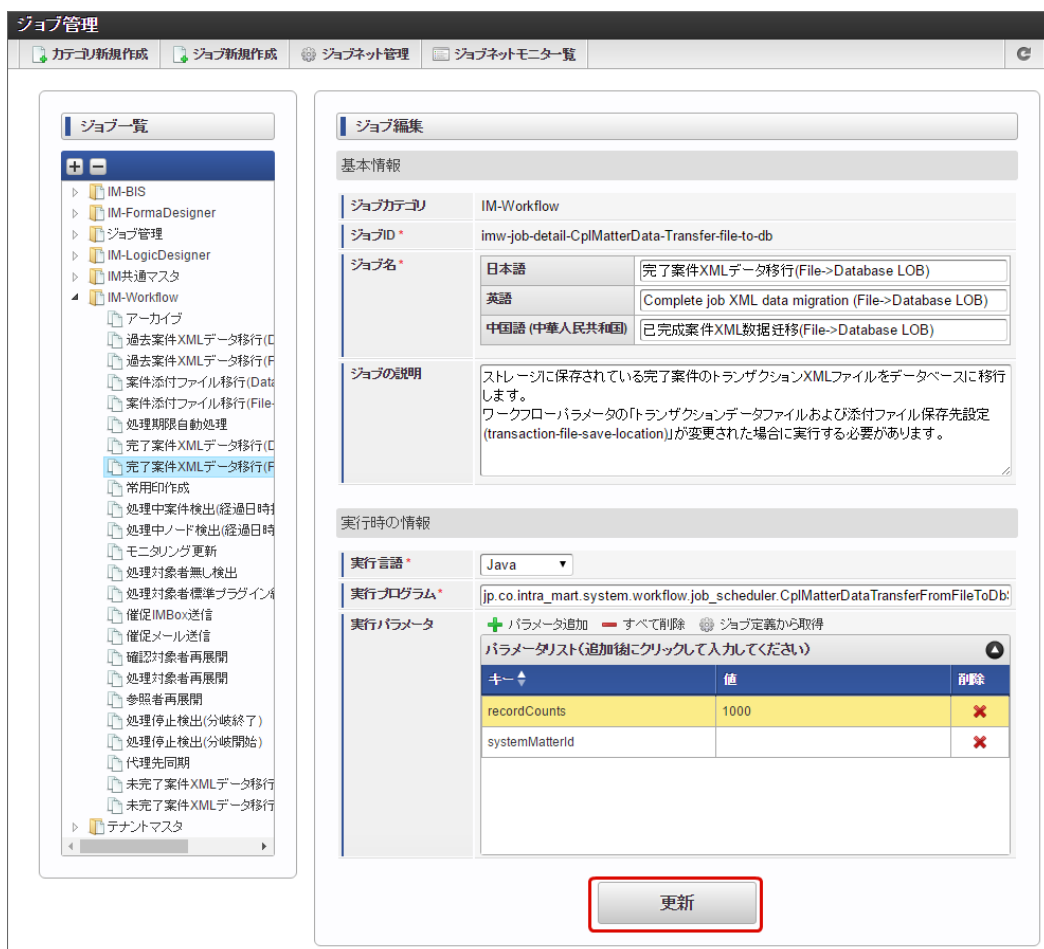 ジョブ管理
カテゴリ新規作成 ジョブ新規作成 ジョブネット管理 ジョブネットモニタ一覧
ジョブ一覧
IM-BIS
IM-FormaDesigner
ジョブ管理
IM-LogicDesigner
IM共通マスタ
IM-Workflow
アーカイブ
過去案件XMLデータ移行(D
過去案件XMLデータ移行(F
案件添付ファイル移行(Data
案件添付ファイル移行(File-
処理期限自動処理
完了案件XMLデータ移行(D
完了案件XMLデータ移行(F
常用印作成
処理中案件検出(経過日時
処理中ノード検出(経過日時
モニタリング更新
処理対象者無し検出
処理対象者標準プラグイン
催促IMBox送信
催促メール送信
確認対象者再展開
処理対象者再展開
参照者再展開
処理停止検出(分岐終了)
処理停止検出(分岐開始)
代理先同期
未完了案件XMLデータ移行
未完了案件XMLデータ移行
テナントマスタ
ジョブ編集
基本情報
ジョブカテゴリ IM-Workflow
ジョブID * imw-job-detail-CplMatterData-Transfer-file-to-db
ジョブ名 * 日本語 完了案件XMLデータ移行(File->Database LOB)
英語 Complete job XML data migration (File->Database LOB)
中国語 (中華人民共和国) 已完成案件XML数据迁移(File->Database LOB)
ジョブの説明 ストレージに保存されている完了案件のトランザクションXMLファイルをデータベースに移行
します。
ワークフローパラメータの「トランザクションデータファイルおよび添付ファイル保存先設定
(transaction-file-save-location)」が変更された場合に実行する必要があります。
実行時の情報
実行言語 * Java
実行プログラム * jp.co.intra_mart.system.workflow.job_scheduler.CplMatterDataTransferFromFileToDb
実行パラメータ パラメータ追加 すべて削除 ジョブ定義から取得
パラメータリスト(追加後にクリックして入力してください)
キー 値 削除
recordCounts 1000
systemMatterId
更新